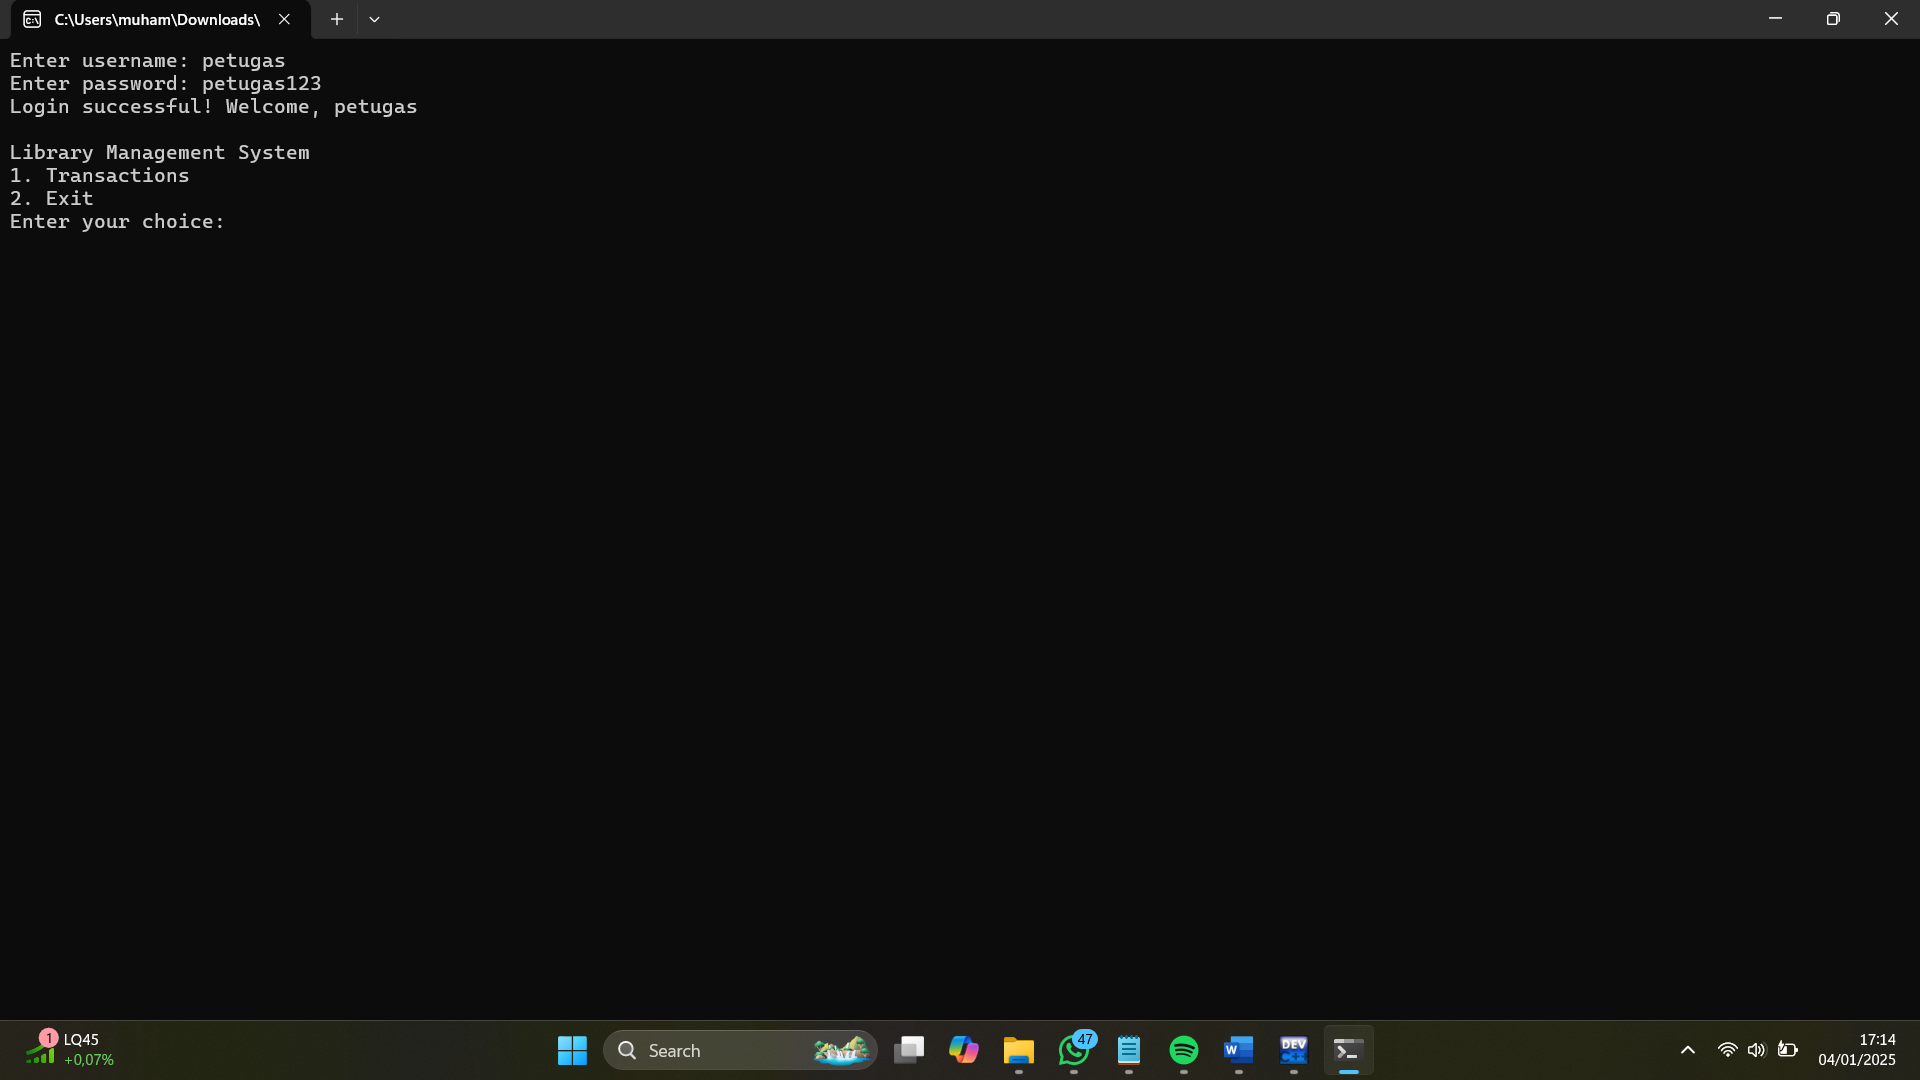 C:\Users\muham\Downloads\
Enter username: petugas
Enter password: petugas123
Login successful! Welcome, petugas
Library Management System
1. Transactions
2. Exit
Enter your choice:
1
LQ45
+0,07%
Search
47
W
DEV
C++
17:14
04/01/2025